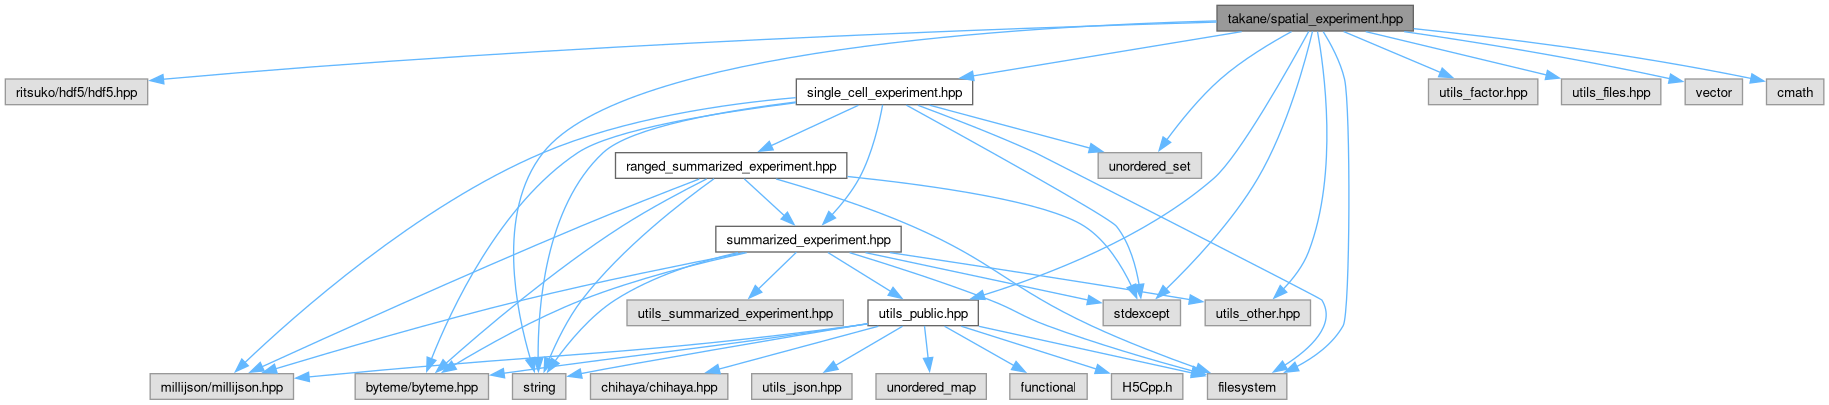 takane/spatial_experiment.hpp
ritsuko/hdf5/hdf5.hpp
single_cell_experiment.hpp
utils_factor.hpp
utils_files.hpp
vector
cmath
ranged_summarized_experiment.hpp
unordered_set
summarized_experiment.hpp
utils_summarized_experiment.hpp
utils_public.hpp
stdexcept
utils_other.hpp
millijson/millijson.hpp
byteme/byteme.hpp
string
chihaya/chihaya.hpp
utils_json.hpp
unordered_map
functional
H5Cpp.h
filesystem